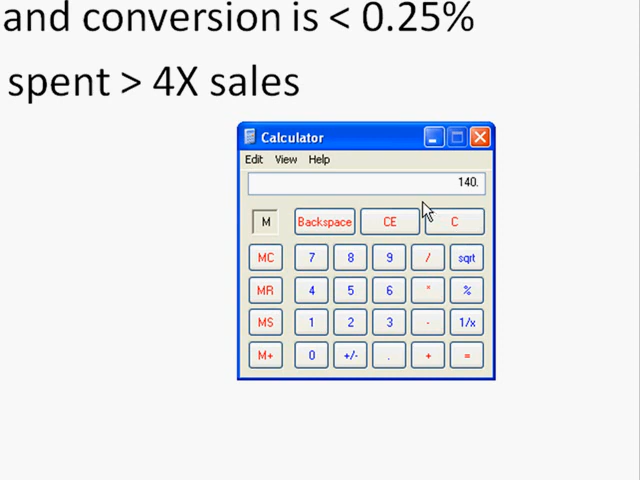 and conversion is < 0.25%
spent > 4X sales
Calculator
Edit View Help
140.
M Backspace CE C
MC 7 8 9 / sqrt
MR 4 5 6 * %
MS 1 2 3 - 1/x
M+ 0 +/- . + =